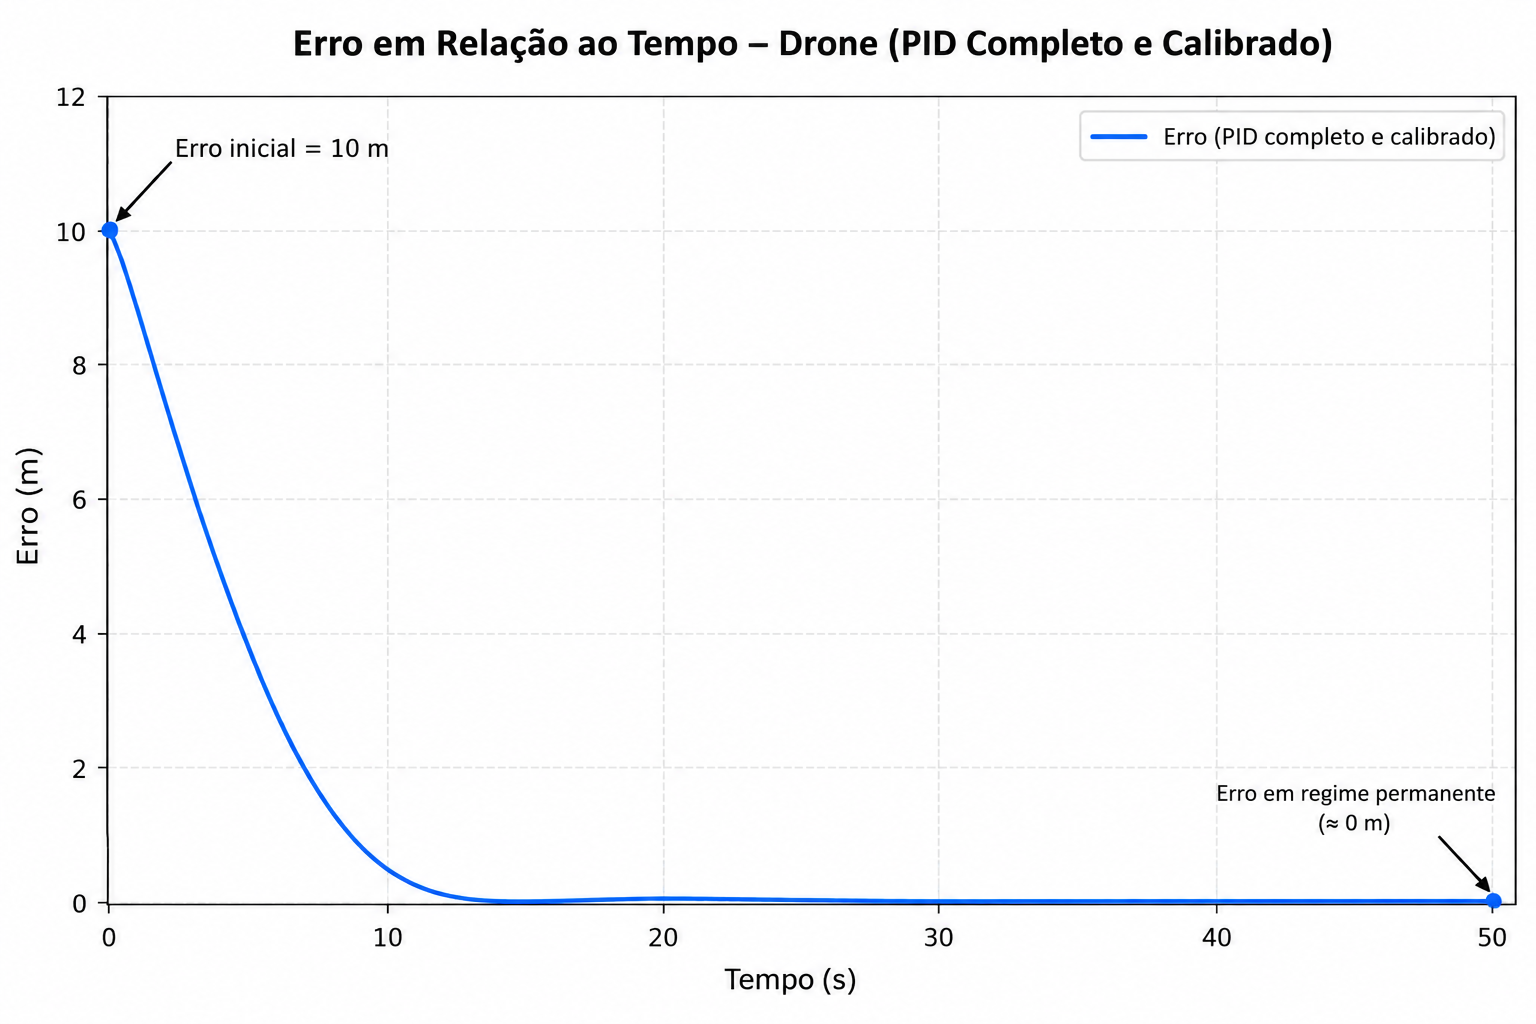 Erro em Relação ao Tempo – Drone (PID Completo e Calibrado)
12
Erro (PID completo e calibrado)
Erro inicial = 10 m
10
8
6
Erro (m)
4
2
Erro em regime permanente
(≈ 0 m)
0
0 10 20 30 40 50
Tempo (s)